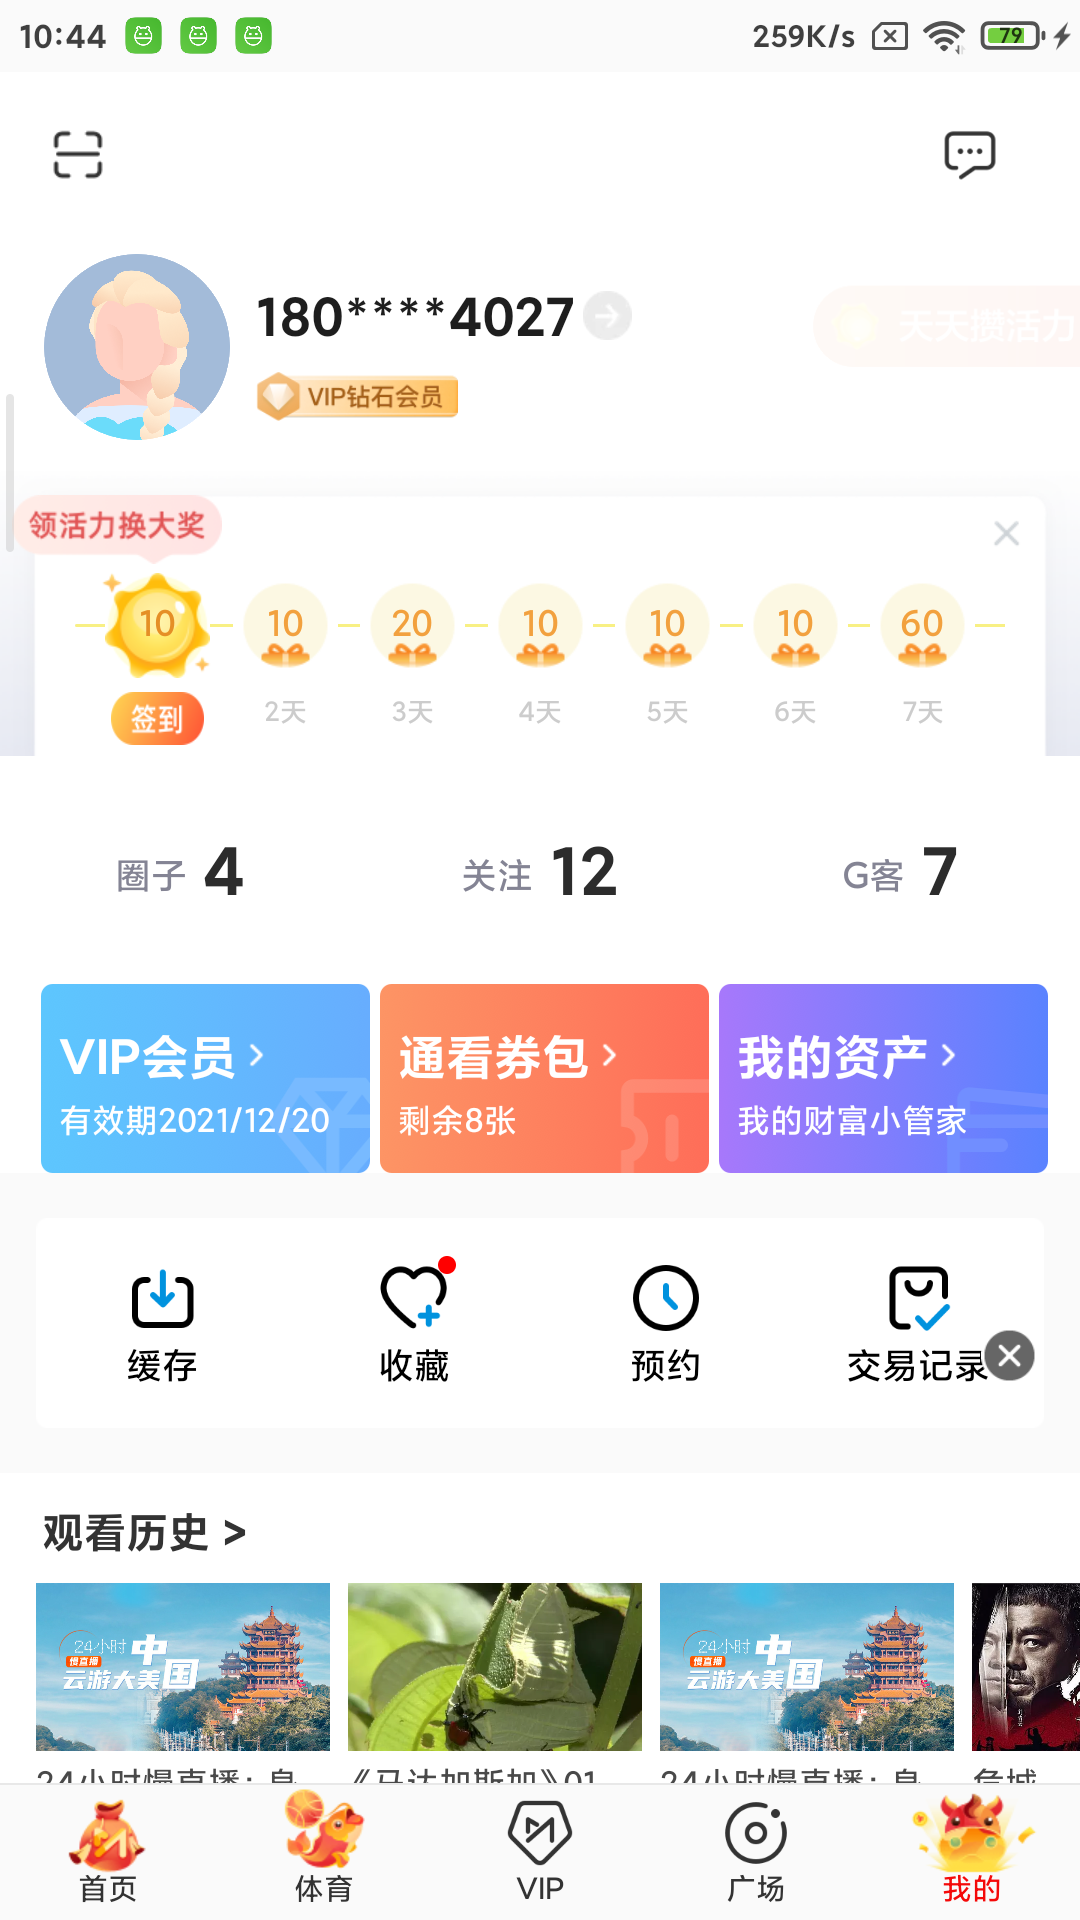 10:44
259K/s
79
180****4027
天天攒活力
VIP钻石会员
领活力换大奖
10 10 20 10 10 10 60
签到 2天 3天 4天 5天 6天 7天
圈子 4 关注 12 G客 7
VIP会员 通看券包 我的资产
有效期2021/12/20 剩余8张 我的财富小管家
缓存 收藏 预约 交易记录
观看历史 >
24小时 中国
慢直播
云游大美
24小时 中国
慢直播
云游大美
24小时慢直播：身
《马达加斯加》01
24小时慢直播：身
危城
首页 体育 VIP 广场 我的